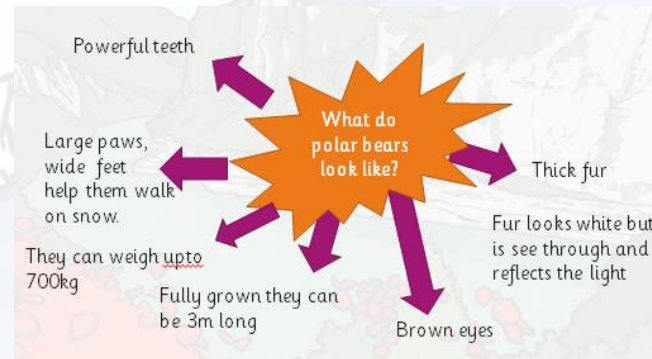 Powerful teeth
What do
polar bears
look like?
Large paws,
wide feet
help them walk
on snow.
Thick fur
Fur looks white but
is see through and
reflects the light
They can weigh upto
700kg
Fully grown they can
be 3m long
Brown eyes